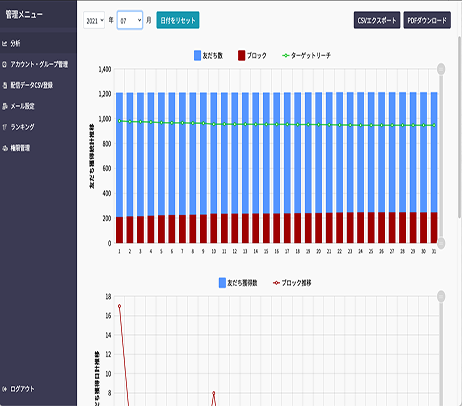 管理メニュー
分析
アカウント・グループ管理
配信データCSV登録
メール設定
ランキング
権限管理
ログアウト
2021 年 07 月 日付をリセット CSVエクスポート PDFダウンロード
友だち数 ブロック ターゲットリーチ
友だち獲得統計推移
1,400
1,200
1,000
800
600
400
200
0
1 2 3 4 5 6 7 8 9 10 11 12 13 14 15 16 17 18 19 20 21 22 23 24 25 26 27 28 29 30 31
友だち獲得数 ブロック推移
友だち獲得日計推移
18
16
14
12
10
8